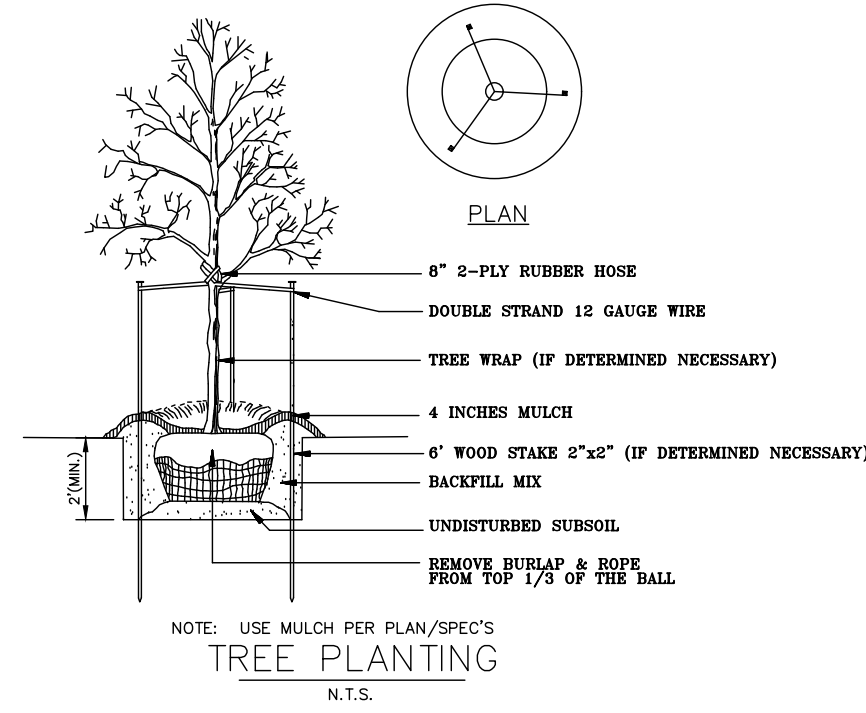 PLAN
8" 2-PLY RUBBER HOSE
DOUBLE STRAND 12 GAUGE WIRE
TREE WRAP (IF DETERMINED NECESSARY)
4 INCHES MULCH
6' WOOD STAKE 2"x2" (IF DETERMINED NECESSARY)
2'(MIN.)
BACKFILL MIX
UNDISTURBED SUBSOIL
REMOVE BURLAP & ROPE
FROM TOP 1/3 OF THE BALL
NOTE: USE MULCH PER PLAN/SPEC'S
TREE PLANTING
N.T.S.